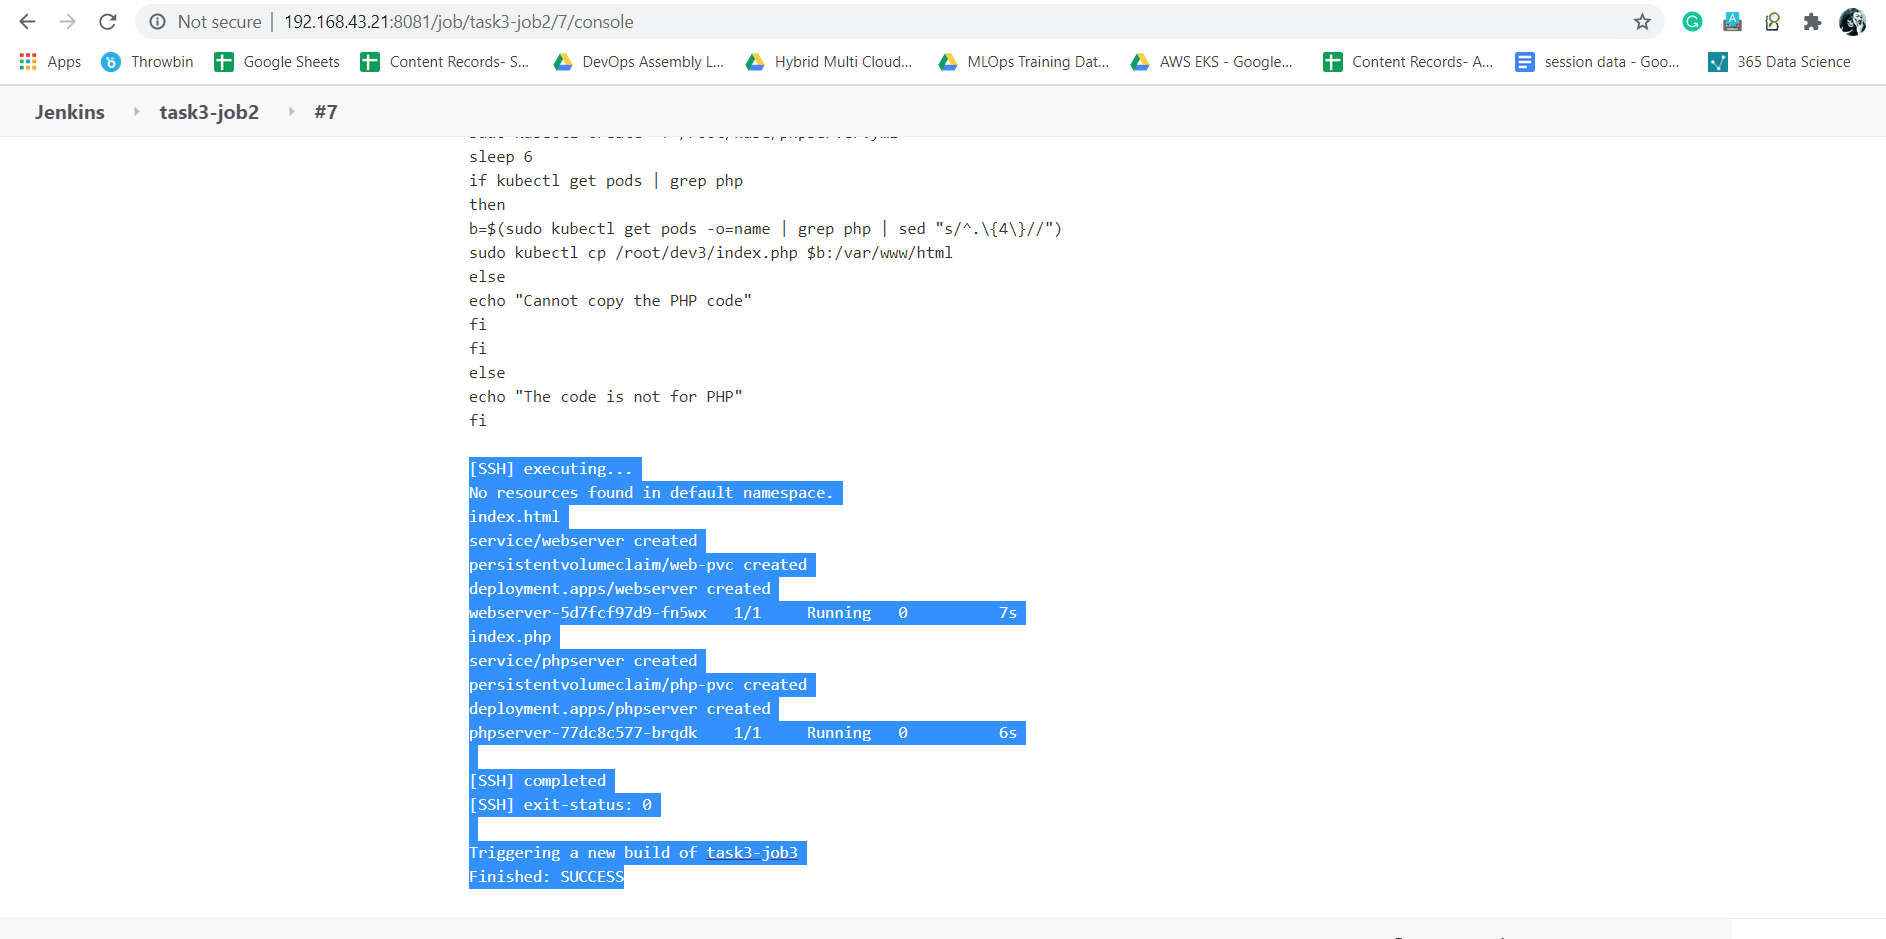 Not secure | 192.168.43.21:8081/job/task3-job2/7/console
Apps Throwbin Google Sheets Content Records- S... DevOps Assembly L... Hybrid Multi Cloud... MLOps Training Dat... AWS EKS - Google... Content Records- A... session data - Goo... 365 Data Science
Jenkins task3-job2 #7
sleep 6
if kubectl get pods | grep php
then
b=$(sudo kubectl get pods -o=name | grep php | sed "s/^.\{4\}//")
sudo kubectl cp /root/dev3/index.php $b:/var/www/html
else
echo "Cannot copy the PHP code"
fi
fi
else
echo "The code is not for PHP"
fi
[SSH] executing...
No resources found in default namespace.
index.html
service/webserver created
persistentvolumeclaim/web-pvc created
deployment.apps/webserver created
webserver-5d7fcf97d9-fn5wx 1/1 Running 0 7s
index.php
service/phpserver created
persistentvolumeclaim/php-pvc created
deployment.apps/phpserver created
phpserver-77dc8c577-brqdk 1/1 Running 0 6s
[SSH] completed
[SSH] exit-status: 0
Triggering a new build of task3-job3
Finished: SUCCESS